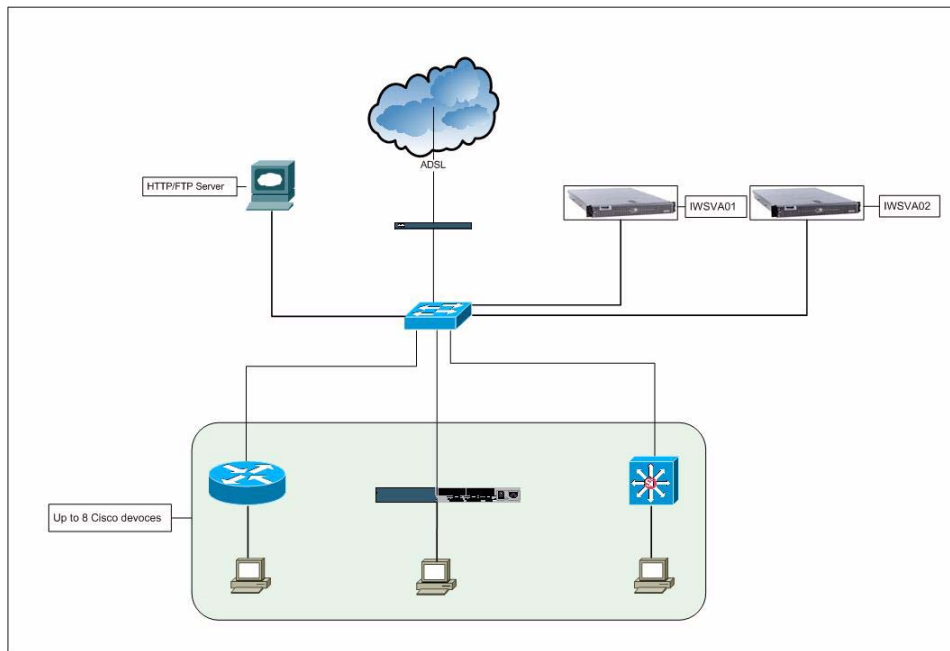 ADSL
HTTP/FTP Server
IWSVA01
IWSVA02
Up to 8 Cisco devoces